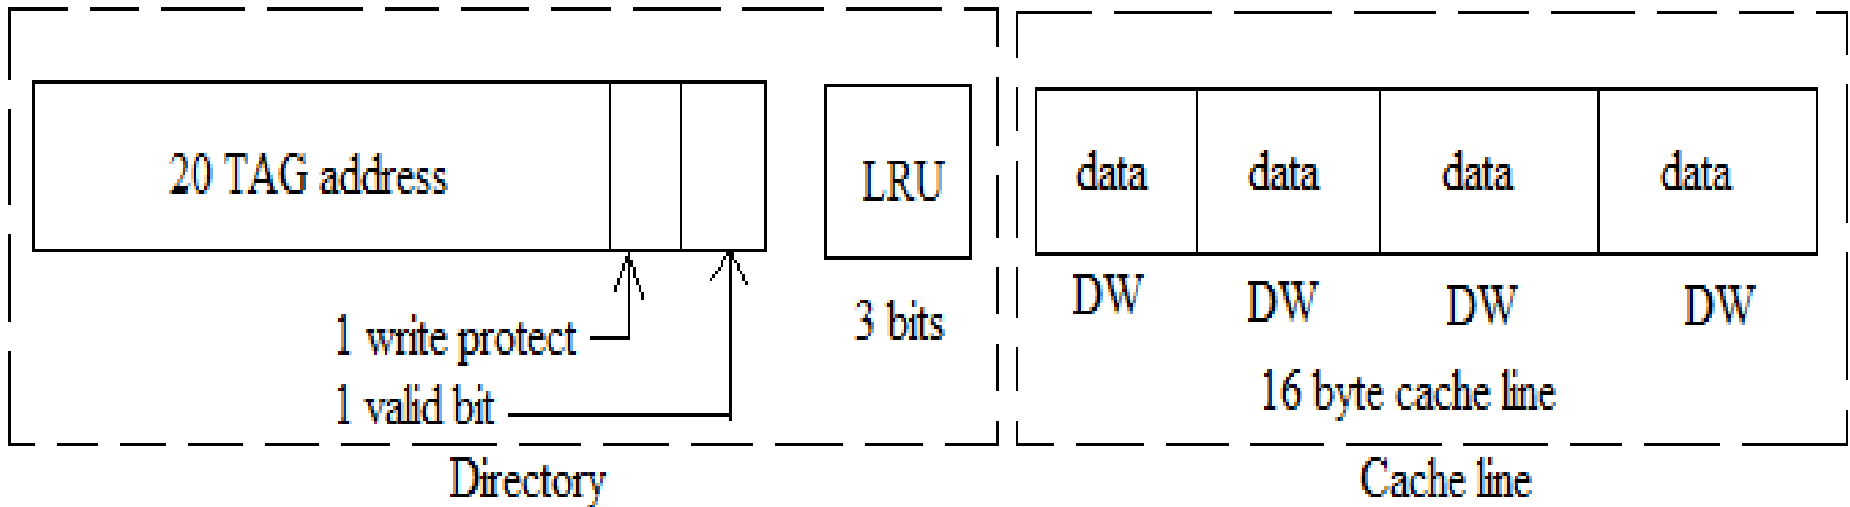 20 TAG address
1 write protect
1 valid bit
LRU
3 bits
Directory
data data data data
DW DW DW DW
16 byte cache line
Cache line